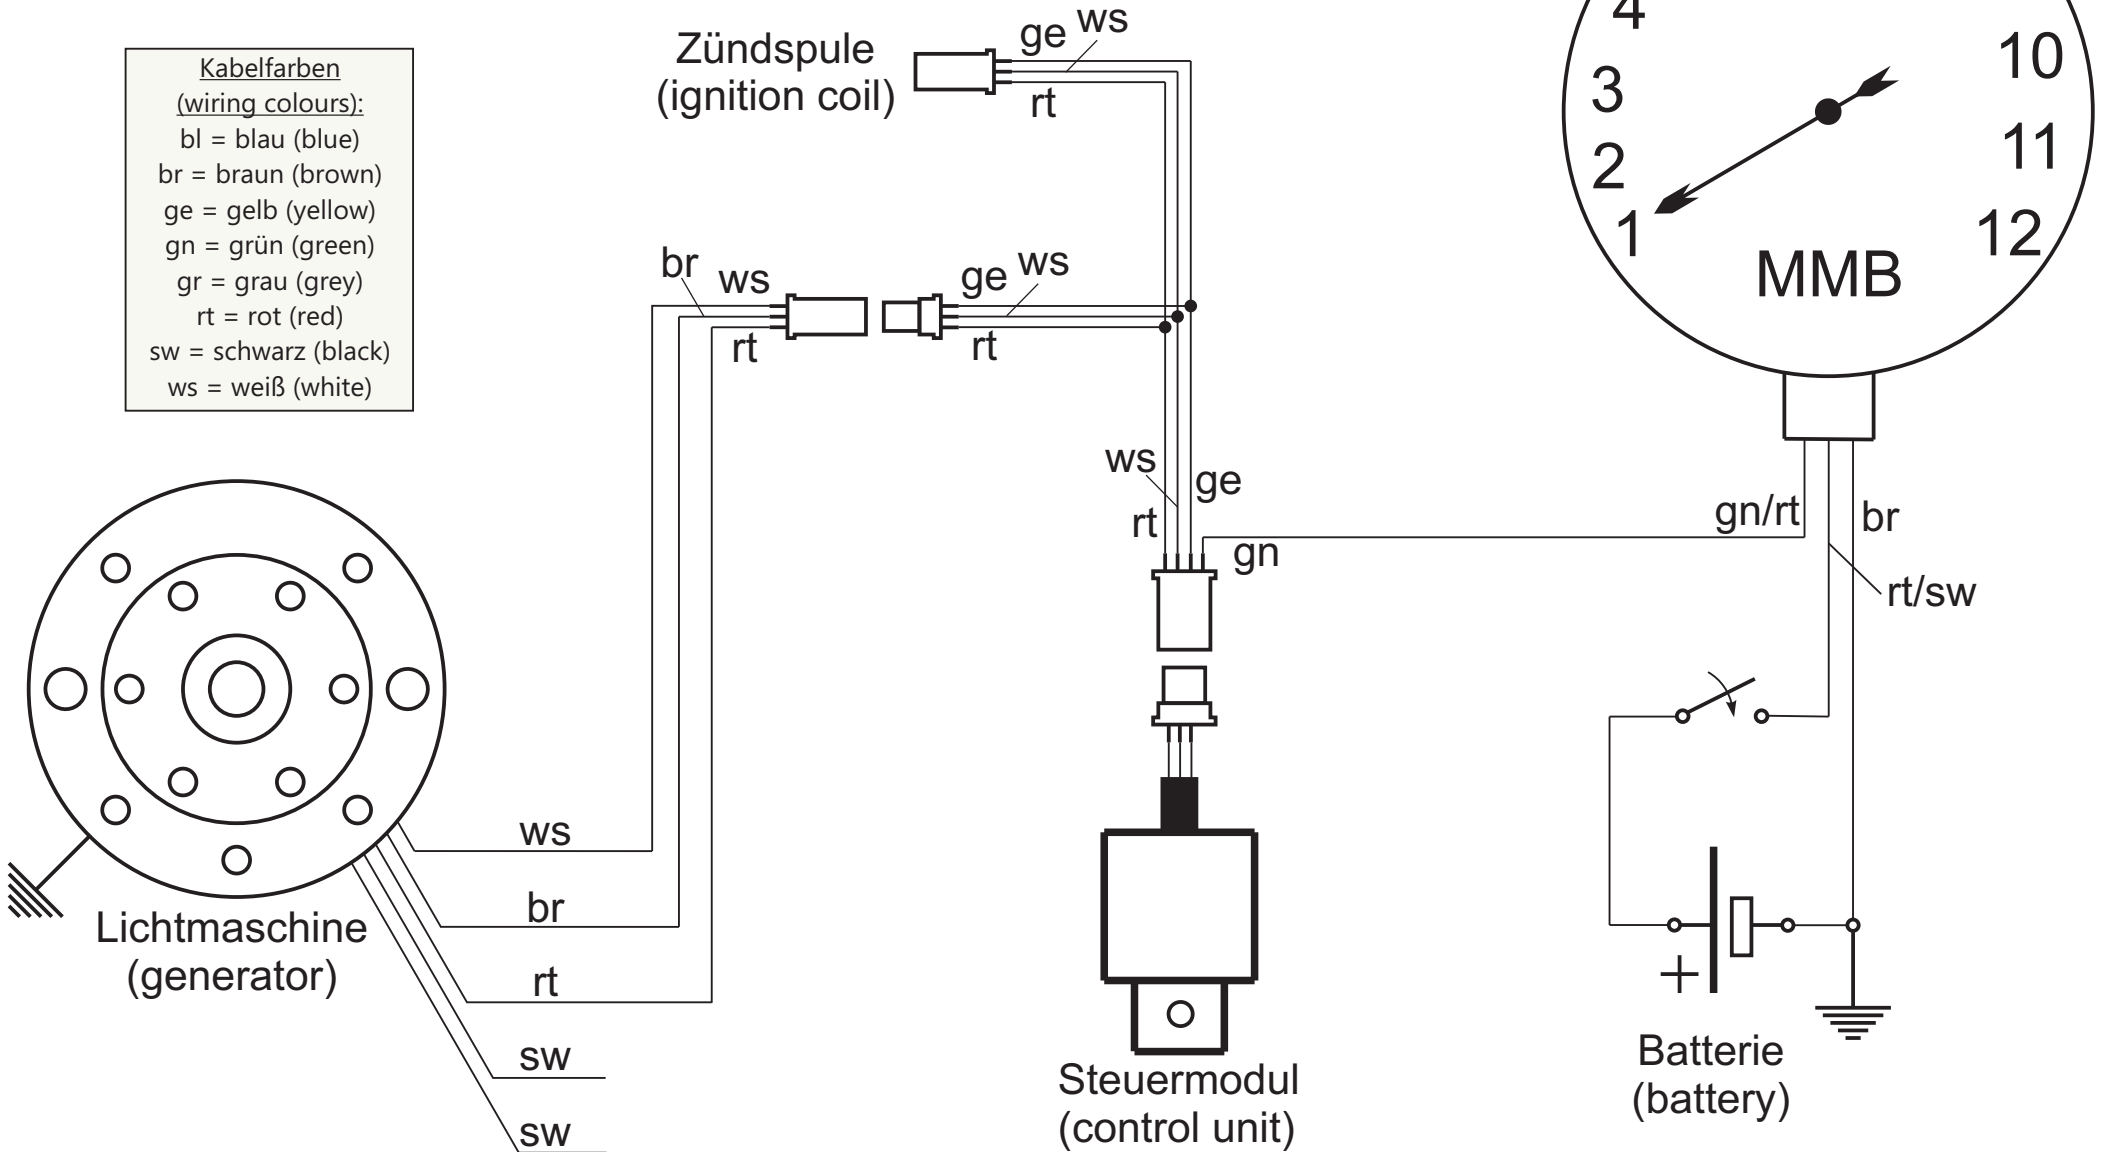 Kabelfarben
(wiring colours):
bl = blau (blue)
br = braun (brown)
ge = gelb (yellow)
gn = grün (green)
gr = grau (grey)
rt = rot (red)
sw = schwarz (black)
ws = weiß (white)
Zündspule
(ignition coil)
ge
ws
rt
br
ws
rt
ge
ws
rt
ws
ge
rt
gn
4
3
2
1
10
11
12
MMB
gn/rt
br
rt/sw
ws
br
rt
sw
sw
Lichtmaschine
(generator)
Steuermodul
(control unit)
+
Batterie
(battery)